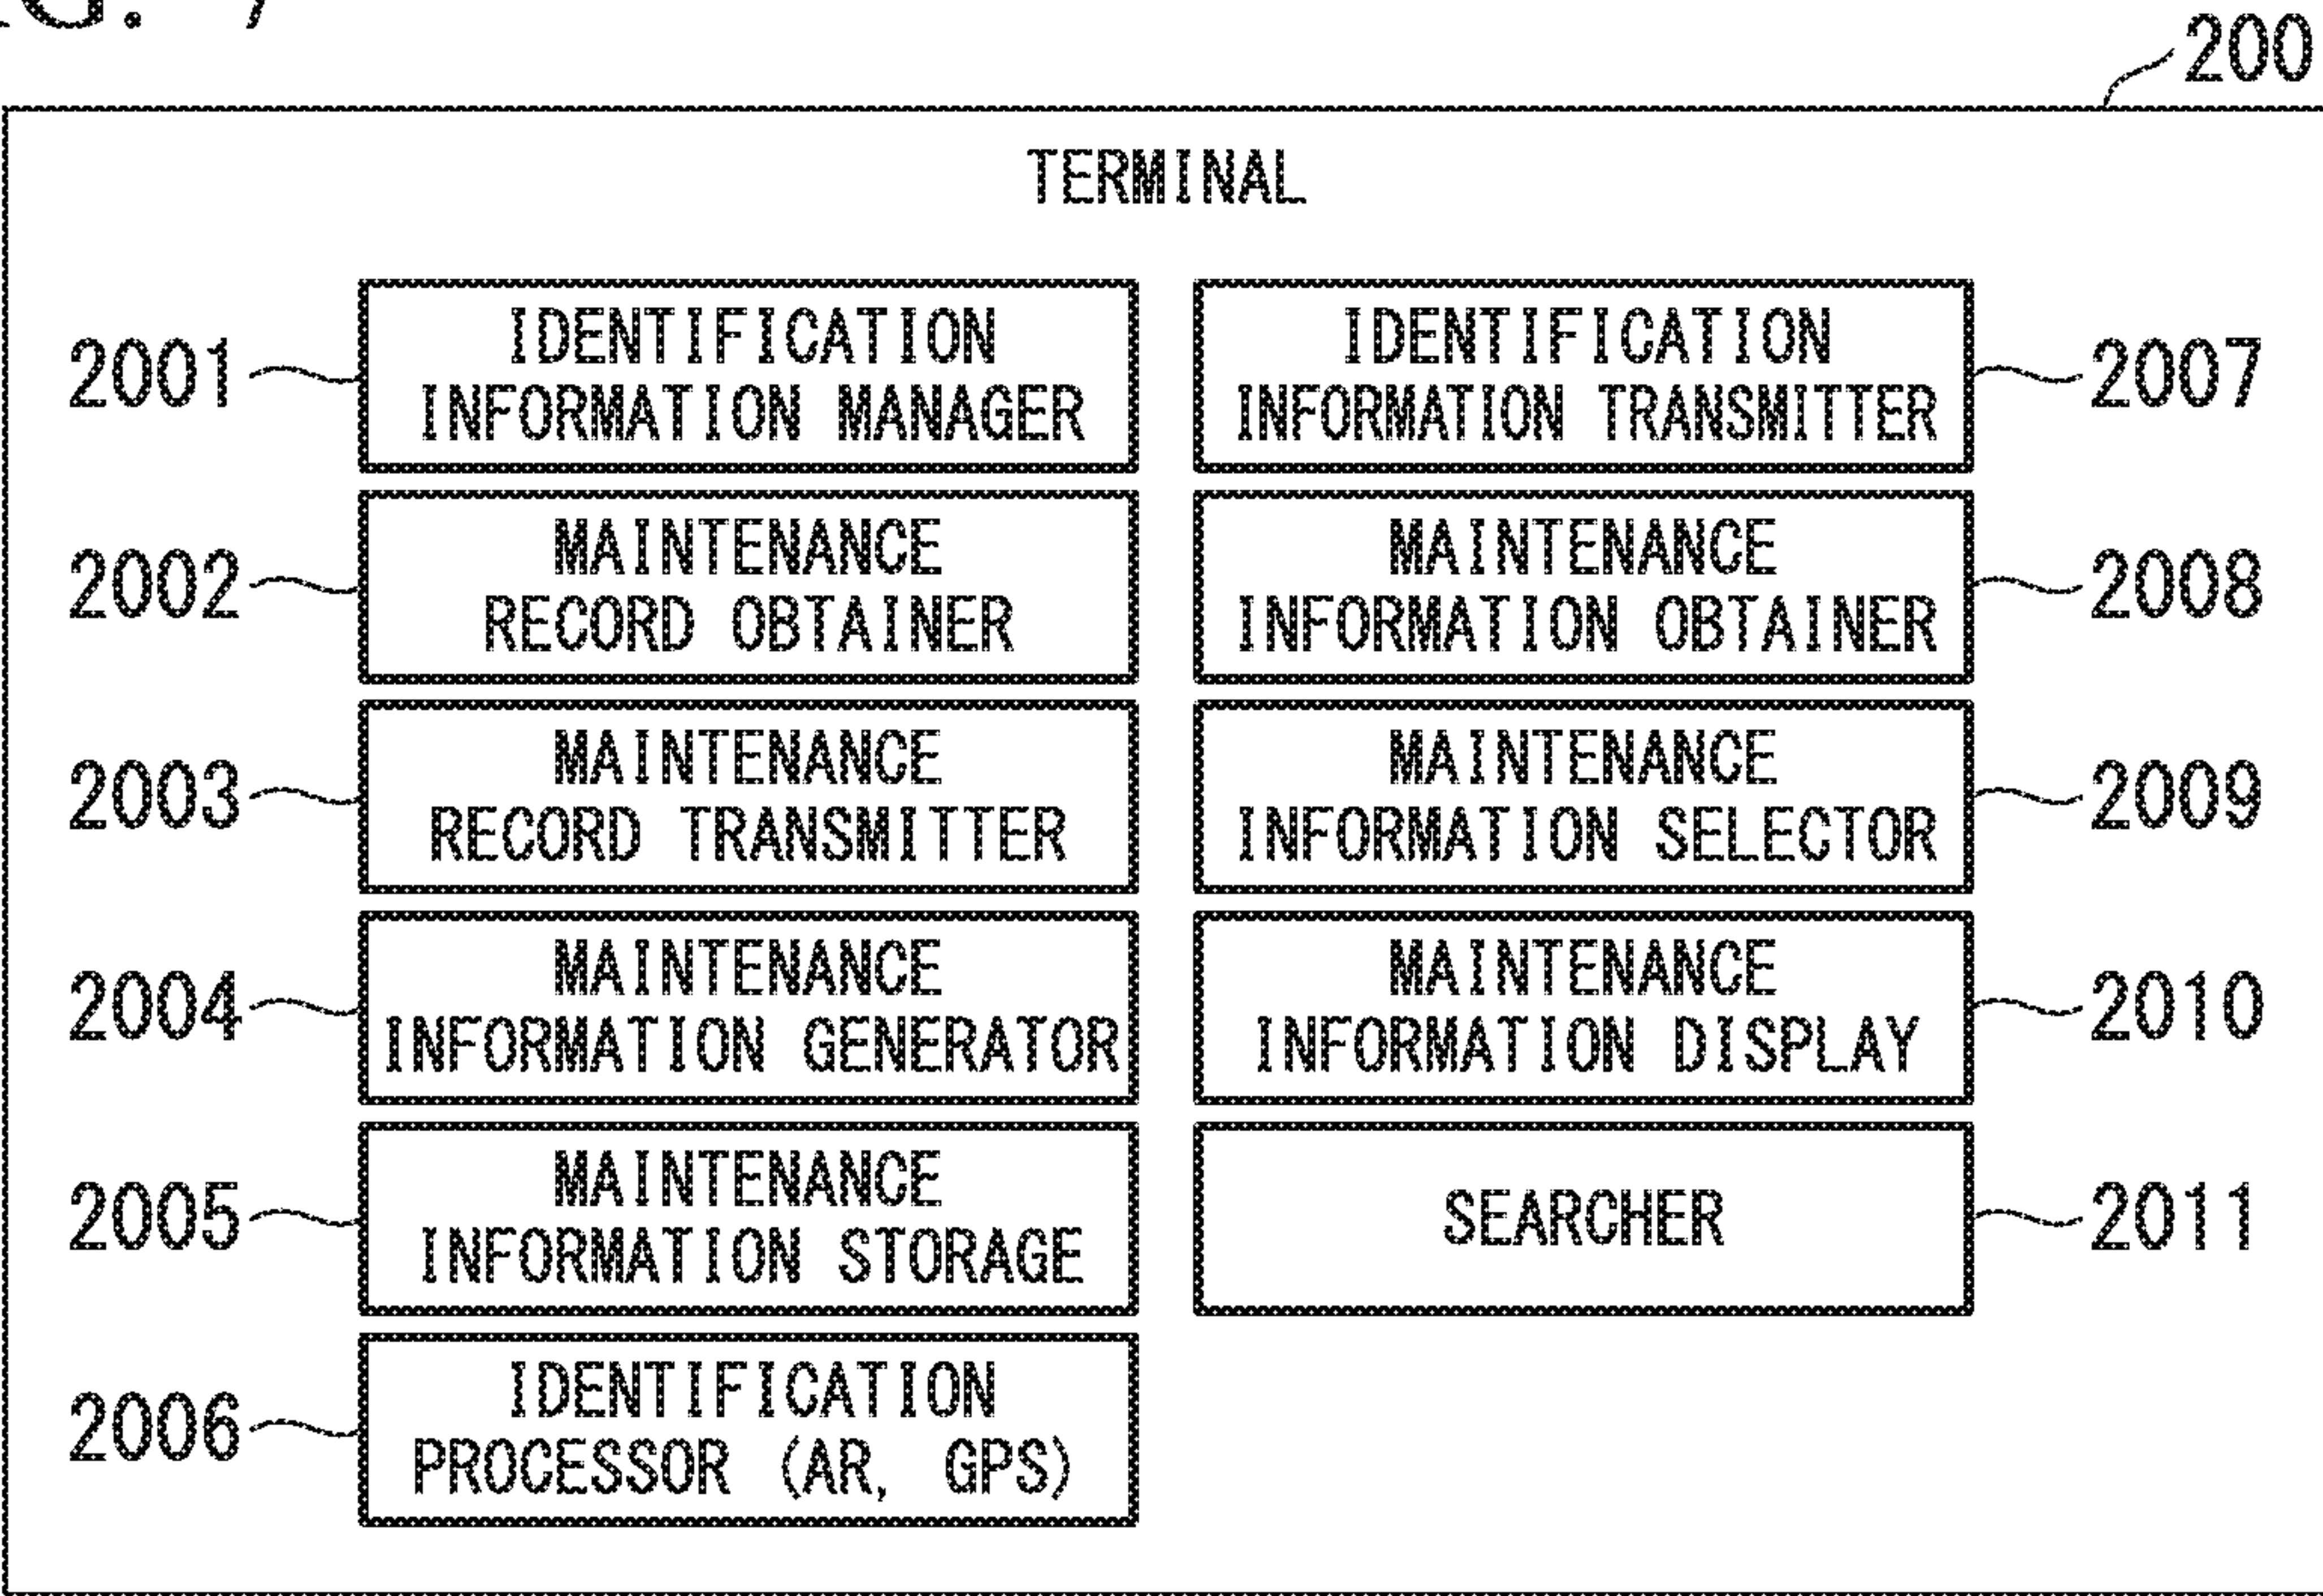 G. 7
200
TERMINAL
2001
IDENTIFICATION
INFORMATION MANAGER
2002
MAINTENANCE
RECORD OBTAINER
2003
MAINTENANCE
RECORD TRANSMITTER
2004
MAINTENANCE
INFORMATION GENERATOR
2005
MAINTENANCE
INFORMATION STORAGE
2006
IDENTIFICATION
PROCESSOR (AR, GPS)
IDENTIFICATION
INFORMATION TRANSMITTER
2007
MAINTENANCE
INFORMATION OBTAINER
2008
MAINTENANCE
INFORMATION SELECTOR
2009
MAINTENANCE
INFORMATION DISPLAY
2010
SEARCHER
2011